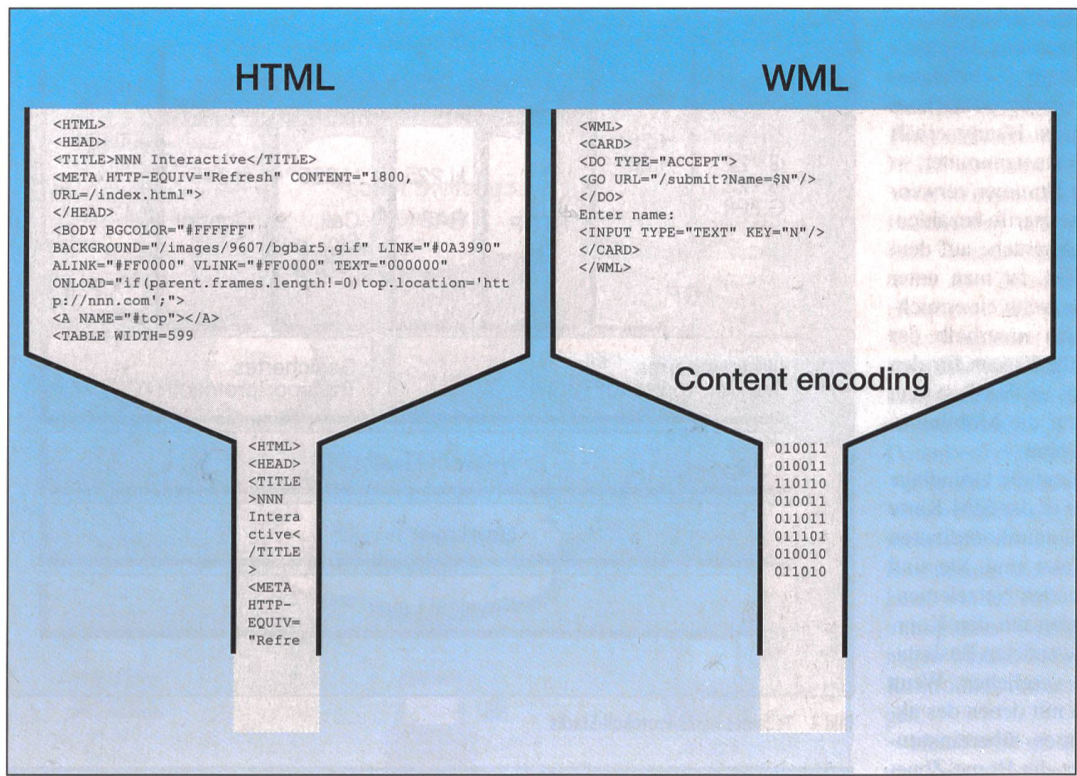 HTML
<HTML>
<HEAD>
<TITLE>NNN Interactive</TITLE>
<META HTTP-EQUIV="Refresh" CONTENT="1800,
URL=/index.html">
</HEAD>
<BODY BGCOLOR="#FFFFFF"
BACKGROUND="/images/9607/bgbar5.gif" LINK="#0A3990"
ALINK="#FF0000" VLINK="#FF0000" TEXT="000000"
ONLOAD="if(parent.frames.length!=0)top.location='htt
p://nnn.com';">
<A NAME="#top"></A>
<TABLE WIDTH=599
<HTML>
<HEAD>
<TITLE
>NNN
Intera
ctive<
/TITLE
>
<META
HTTP-
EQUIV=
"Refre
WML
<WML>
<CARD>
<DO TYPE="ACCEPT">
<GO URL="/submit?Name=$N"/>
</DO>
Enter name:
<INPUT TYPE="TEXT" KEY="N"/>
</CARD>
</WML>
Content encoding
010011
010011
110110
010011
011011
011101
010010
011010